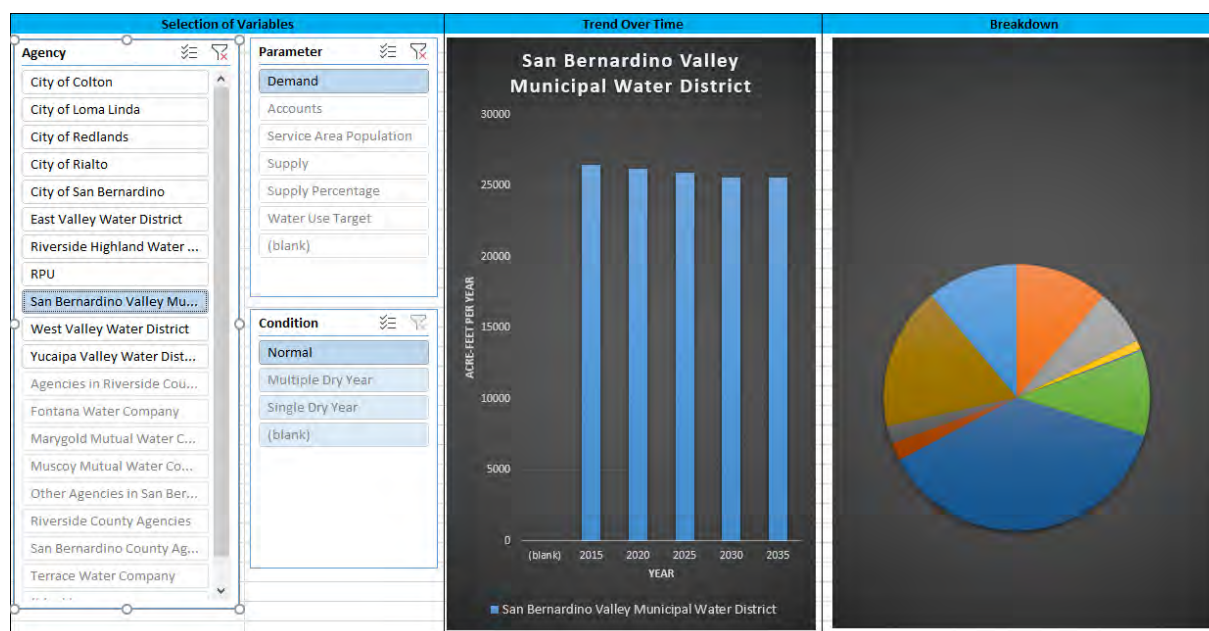 Selection of Variables
Trend Over Time
Breakdown
Agency
City of Colton
City of Loma Linda
City of Redlands
City of Rialto
City of San Bernardino
East Valley Water District
Riverside Highland Water ...
RPU
San Bernardino Valley Mu...
West Valley Water District
Yucaipa Valley Water Dist...
Agencies in Riverside Cou...
Fontana Water Company
Marygold Mutual Water C...
Muscoy Mutual Water Co...
Other Agencies in San Ber...
Riverside County Agencies
San Bernardino County Ag...
Terrace Water Company
Parameter
Demand
Accounts
Service Area Population
Supply
Supply Percentage
Water Use Target
(blank)
Condition
Normal
Multiple Dry Year
Single Dry Year
(blank)
San Bernardino Valley
Municipal Water District
30000
25000
20000
15000
10000
5000
0
ACRE-FEET PER YEAR
(blank) 2015 2020 2025 2030 2035
YEAR
San Bernardino Valley Municipal Water District